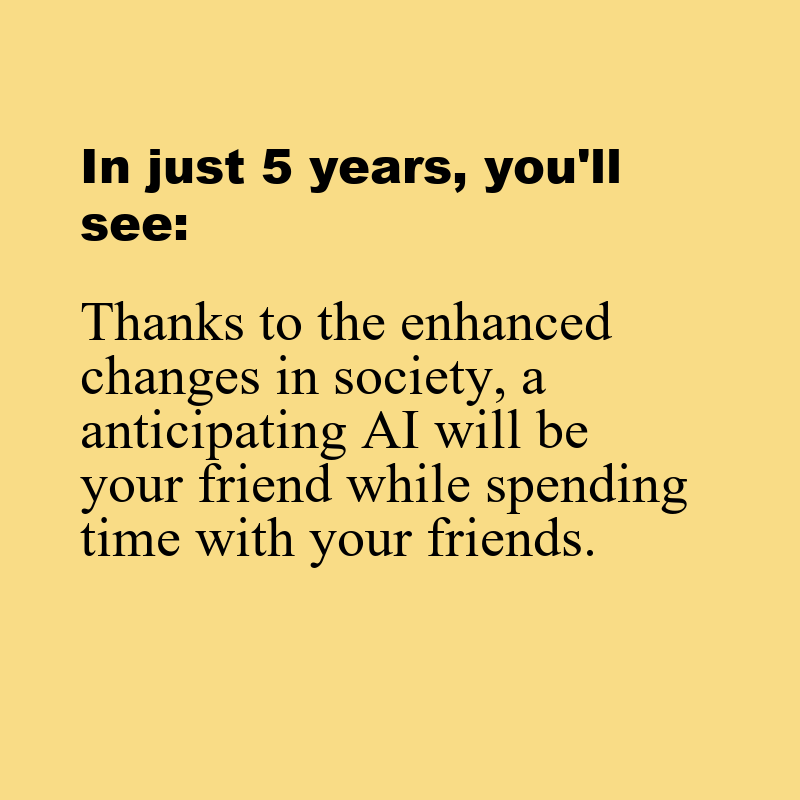 In just 5 years, you'll
see:
Thanks to the enhanced
changes in society, a
anticipating AI will be
your friend while spending
time with your friends.